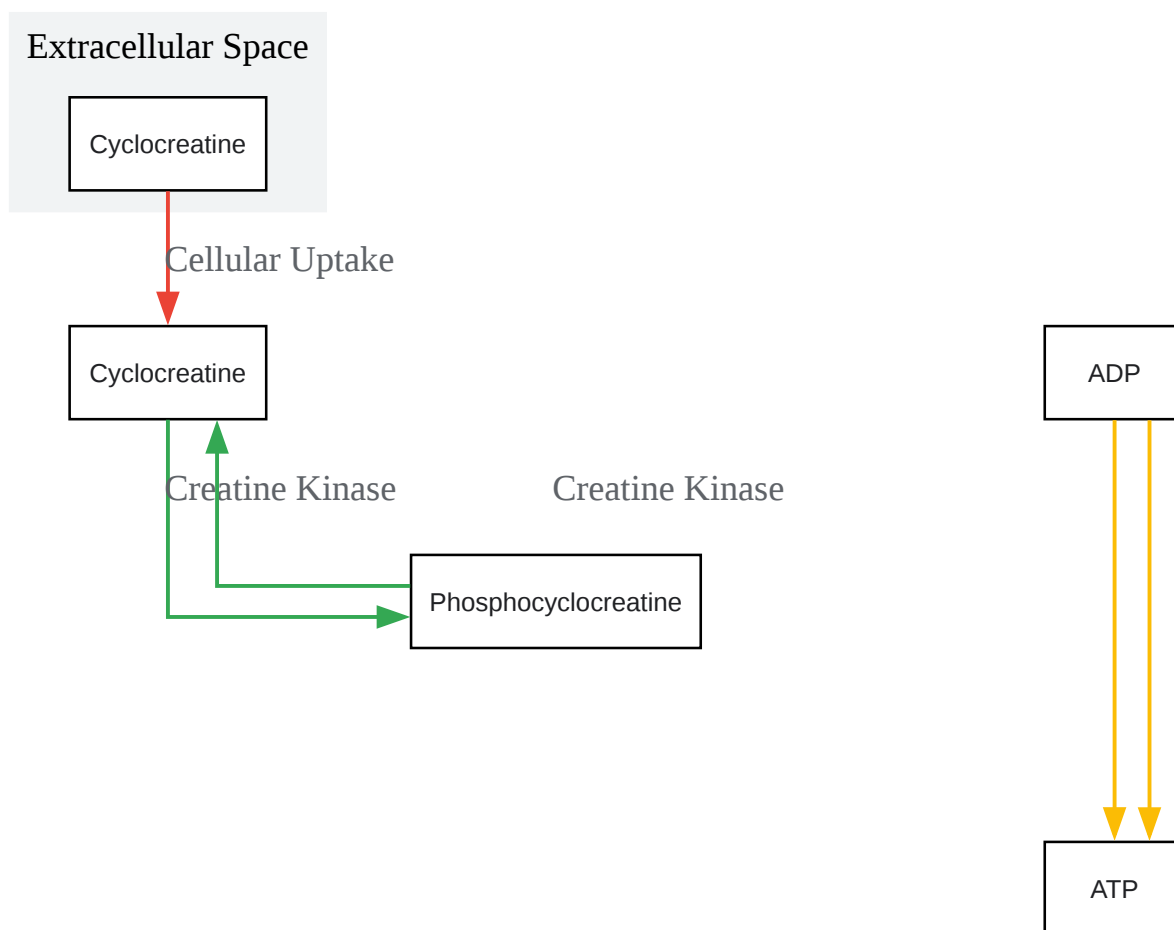 Extracellular Space
Cyclocreatine
Cellular Uptake
Cyclocreatine
ADP
Creatine Kinase
Creatine Kinase
Phosphocyclocreatine
ATP